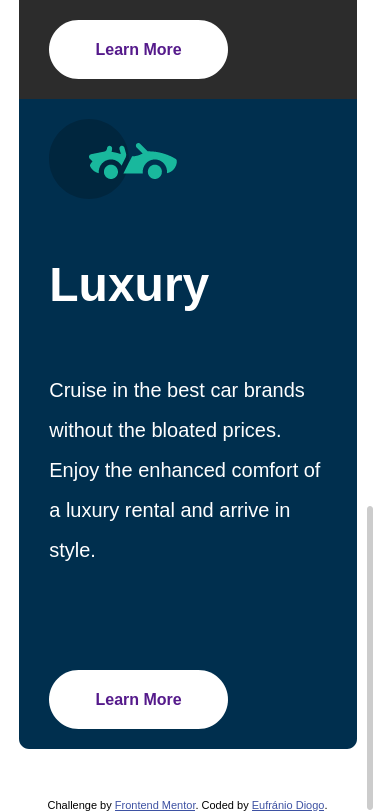 Learn More
Luxury
Cruise in the best car brands
without the bloated prices.
Enjoy the enhanced comfort of
a luxury rental and arrive in
style.
Learn More
Challenge by Frontend Mentor. Coded by Eufránio Diogo.